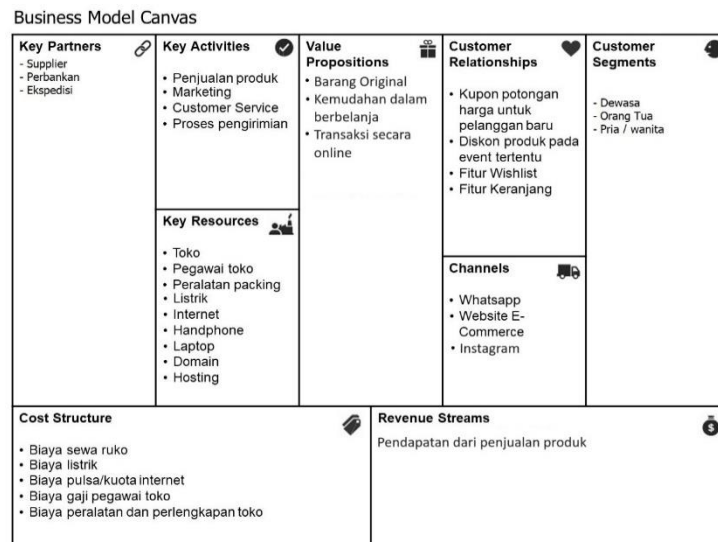 Business Model Canvas
Key Partners
- Supplier
- Perbankan
- Ekspedisi
Key Activities
• Penjualan produk
• Marketing
• Customer Service
• Proses pengirimian
Key Resources
• Toko
• Pegawai toko
• Peralatan packing
• Listrik
• Internet
• Handphone
• Laptop
• Domain
• Hosting
Value
Propositions
• Barang Original
• Kemudahan dalam
berbelanja
• Transaksi secara
online
Customer
Relationships
• Kupon potongan
harga untuk
pelanggan baru
• Diskon produk pada
event tertentu
• Fitur Wishlist
• Fitur Keranjang
Channels
• Whatsapp
• Website E-
Commerce
• Instagram
Customer
Segments
- Dewasa
- Orang Tua
- Pria / wanita
Cost Structure
• Biaya sewa ruko
• Biaya listrik
• Biaya pulsa/kuota internet
• Biaya gaji pegawai toko
• Biaya peralatan dan perlengkapan toko
Revenue Streams
Pendapatan dari penjualan produk
$